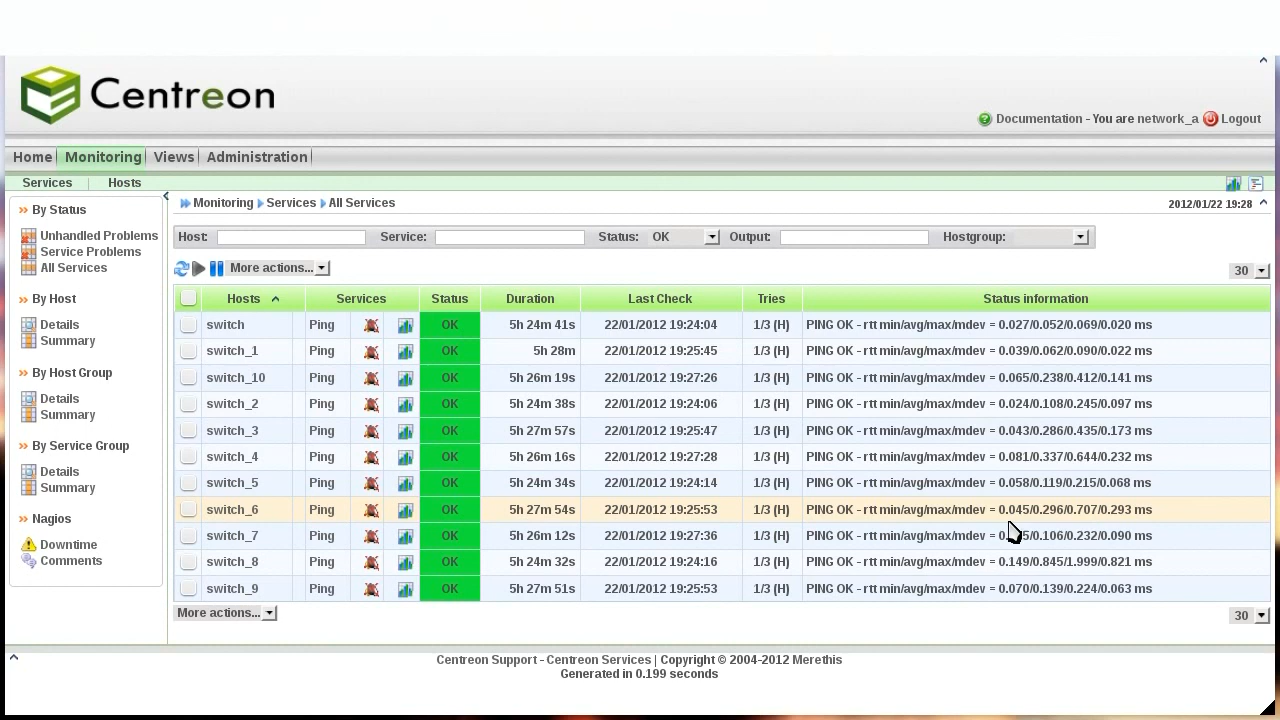 Centreon
Documentation - You are network_a Logout
Home Monitoring Views Administration
Services Hosts
By Status
Unhandled Problems
Service Problems
All Services
By Host
Details
Summary
By Host Group
Details
Summary
By Service Group
Details
Summary
Nagios
Downtime
Comments
Monitoring Services All Services 2012/01/22 19:28
Host: Service: Status: OK Output: Hostgroup:
More actions... 30
Hosts Services Status Duration Last Check Tries Status information
switch Ping OK 5h 24m 41s 22/01/2012 19:24:04 1/3 (H) PING OK - rtt min/avg/max/mdev = 0.027/0.052/0.069/0.020 ms
switch_1 Ping OK 5h 28m 22/01/2012 19:25:45 1/3 (H) PING OK - rtt min/avg/max/mdev = 0.039/0.062/0.090/0.022 ms
switch_10 Ping OK 5h 26m 19s 22/01/2012 19:27:26 1/3 (H) PING OK - rtt min/avg/max/mdev = 0.065/0.238/0.412/0.141 ms
switch_2 Ping OK 5h 24m 38s 22/01/2012 19:24:06 1/3 (H) PING OK - rtt min/avg/max/mdev = 0.024/0.108/0.245/0.097 ms
switch_3 Ping OK 5h 27m 57s 22/01/2012 19:25:47 1/3 (H) PING OK - rtt min/avg/max/mdev = 0.043/0.286/0.435/0.173 ms
switch_4 Ping OK 5h 26m 16s 22/01/2012 19:27:28 1/3 (H) PING OK - rtt min/avg/max/mdev = 0.081/0.337/0.644/0.232 ms
switch_5 Ping OK 5h 24m 34s 22/01/2012 19:24:14 1/3 (H) PING OK - rtt min/avg/max/mdev = 0.058/0.119/0.215/0.068 ms
switch_6 Ping OK 5h 27m 54s 22/01/2012 19:25:53 1/3 (H) PING OK - rtt min/avg/max/mdev = 0.045/0.296/0.707/0.293 ms
switch_7 Ping OK 5h 26m 12s 22/01/2012 19:27:36 1/3 (H) PING OK - rtt min/avg/max/mdev =
switch_8 Ping OK 5h 24m 32s 22/01/2012 19:24:16 1/3 (H) PING OK - rtt min/avg/max/mdev = 0.149/0.845/1.999/0.821 ms
switch_9 Ping OK 5h 27m 51s 22/01/2012 19:25:53 1/3 (H) PING OK - rtt min/avg/max/mdev = 0.070/0.139/0.224/0.063 ms
More actions... 30
Centreon Support - Centreon Services | Copyright © 2004-2012 Merethis
Generated in 0.199 seconds